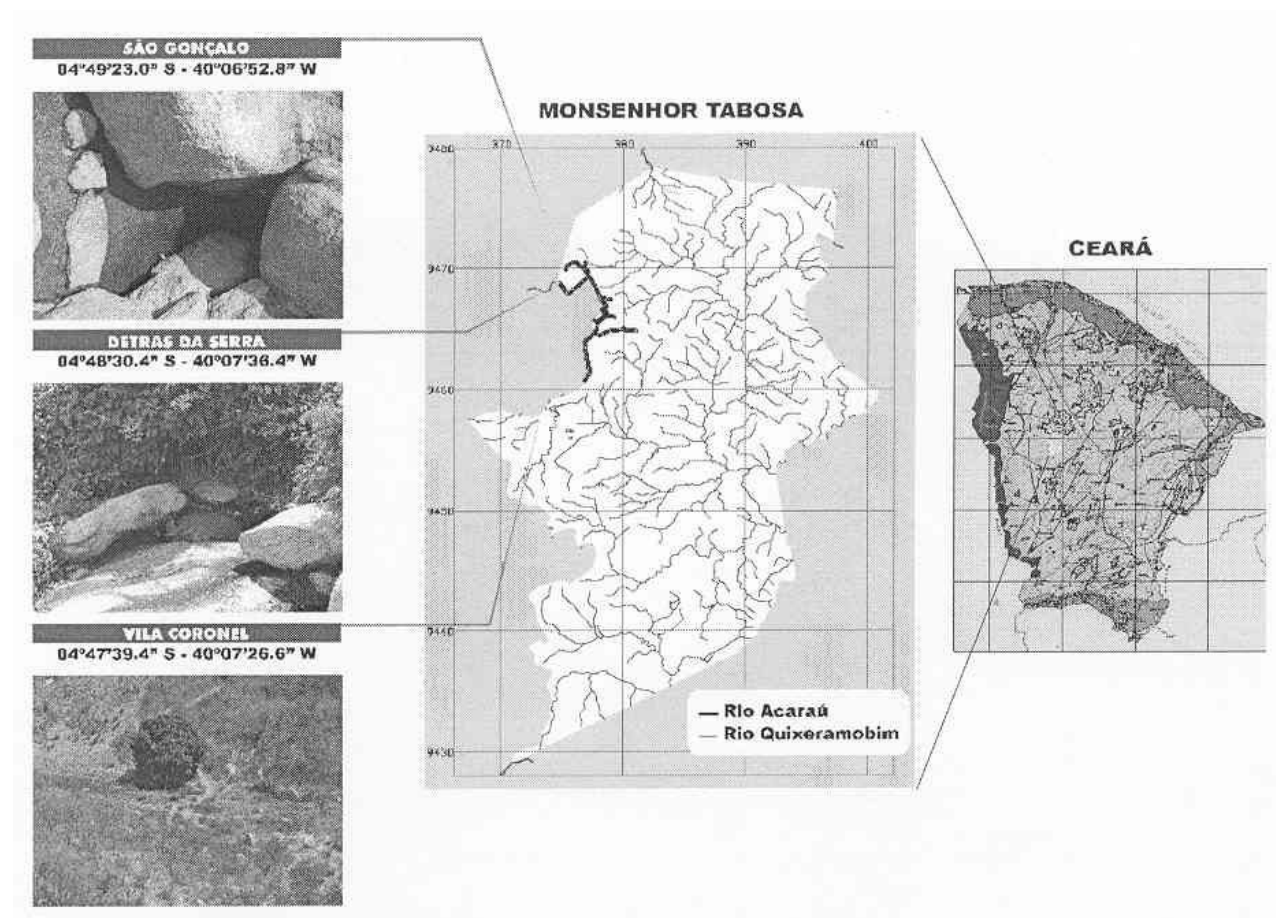 SÃO GONÇALO
04°49'23.0" S - 40°06'52.8" W
DETRAS DA SERRA
04°48'30.4" S - 40°07'36.4" W
VILA CORONEL
04°47'39.4" S - 40°07'26.6" W
MONSENHOR TABOSA
370 380 390 400
9480
9470
9460
9450
9440
9430
Rio Acaraú
Rio Quixeramobim
CEARÁ